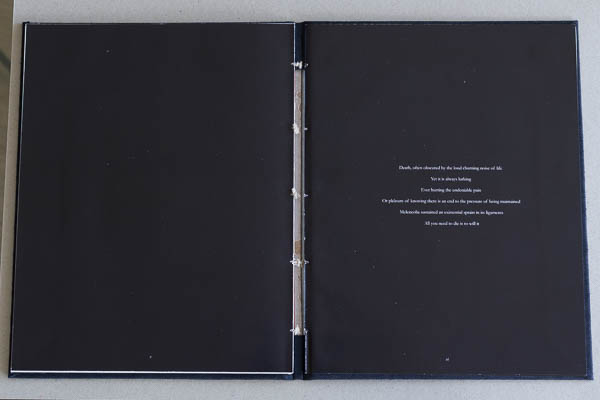 Death, often obscured by the loud charming noise of life
Yet it is always lurking
Ever hurting the undeniable pain
Or pleasure of knowing there is an end to the pressure of being maintained
sustained an existential sprain in its ligaments
All you need to die is to will it